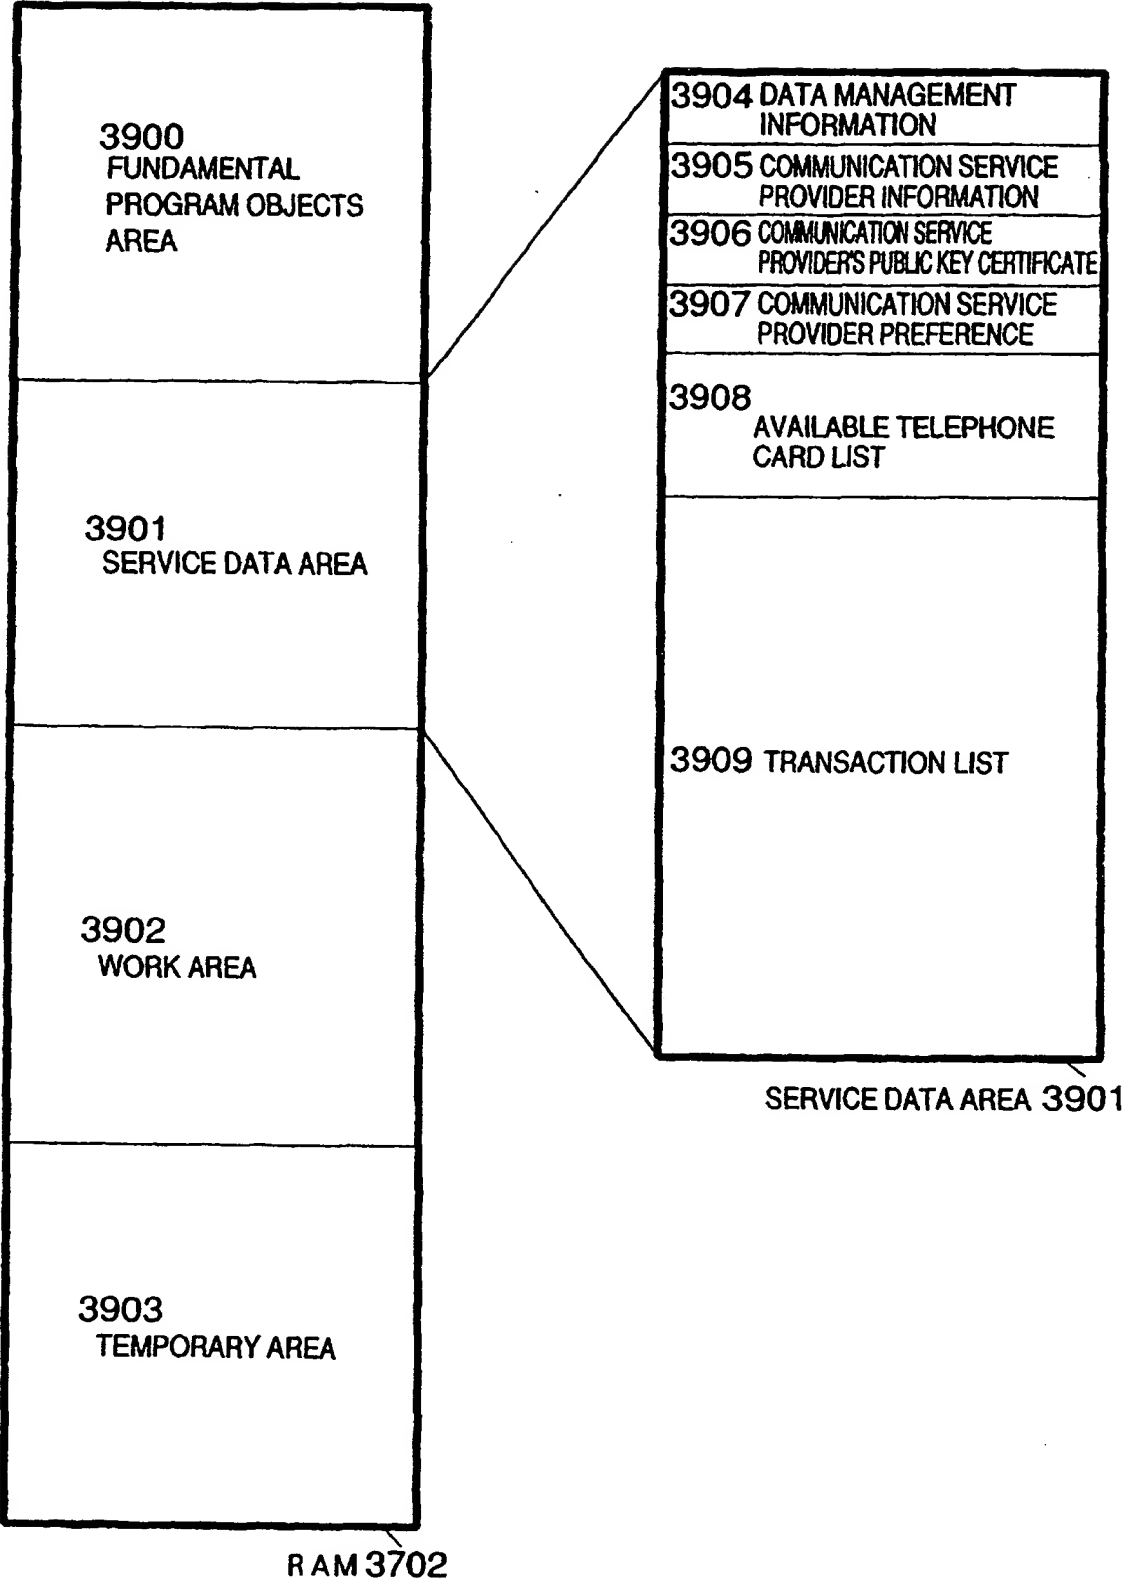 3900
FUNDAMENTAL
PROGRAM OBJECTS
AREA
3901
SERVICE DATA AREA
3902
WORK AREA
3903
TEMPORARY AREA
RAM 3702
3904 DATA MANAGEMENT
INFORMATION
3905 COMMUNICATION SERVICE
PROVIDER INFORMATION
3906 COMMUNICATION SERVICE
PROVIDER'S PUBLIC KEY CERTIFICATE
3907 COMMUNICATION SERVICE
PROVIDER PREFERENCE
3908
AVAILABLE TELEPHONE
CARD LIST
3909 TRANSACTION LIST
SERVICE DATA AREA 3901